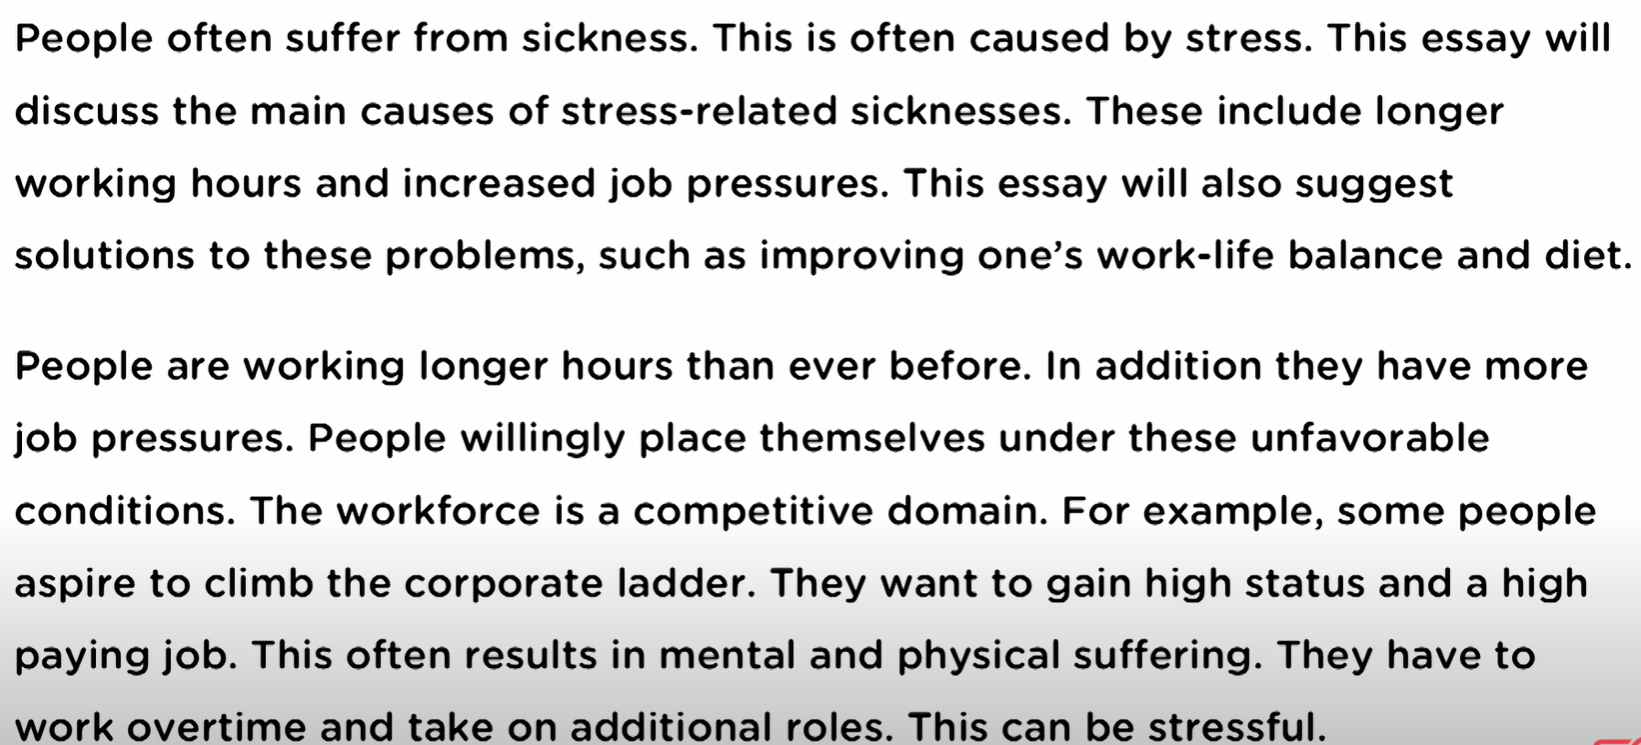 People often suffer from sickness. This is often caused by stress. This essay will
discuss the main causes of stress-related sicknesses. These include longer
working hours and increased job pressures. This essay will also suggest
solutions to these problems, such as improving one’s work-life balance and diet.
People are working longer hours than ever before. In addition they have more
job pressures. People willingly place themselves under these unfavorable
conditions. The workforce is a competitive domain. For example, some people
aspire to climb the corporate ladder. They want to gain high status and a high
paying job. This often results in mental and physical suffering. They have to
work overtime and take on additional roles. This can be stressful.